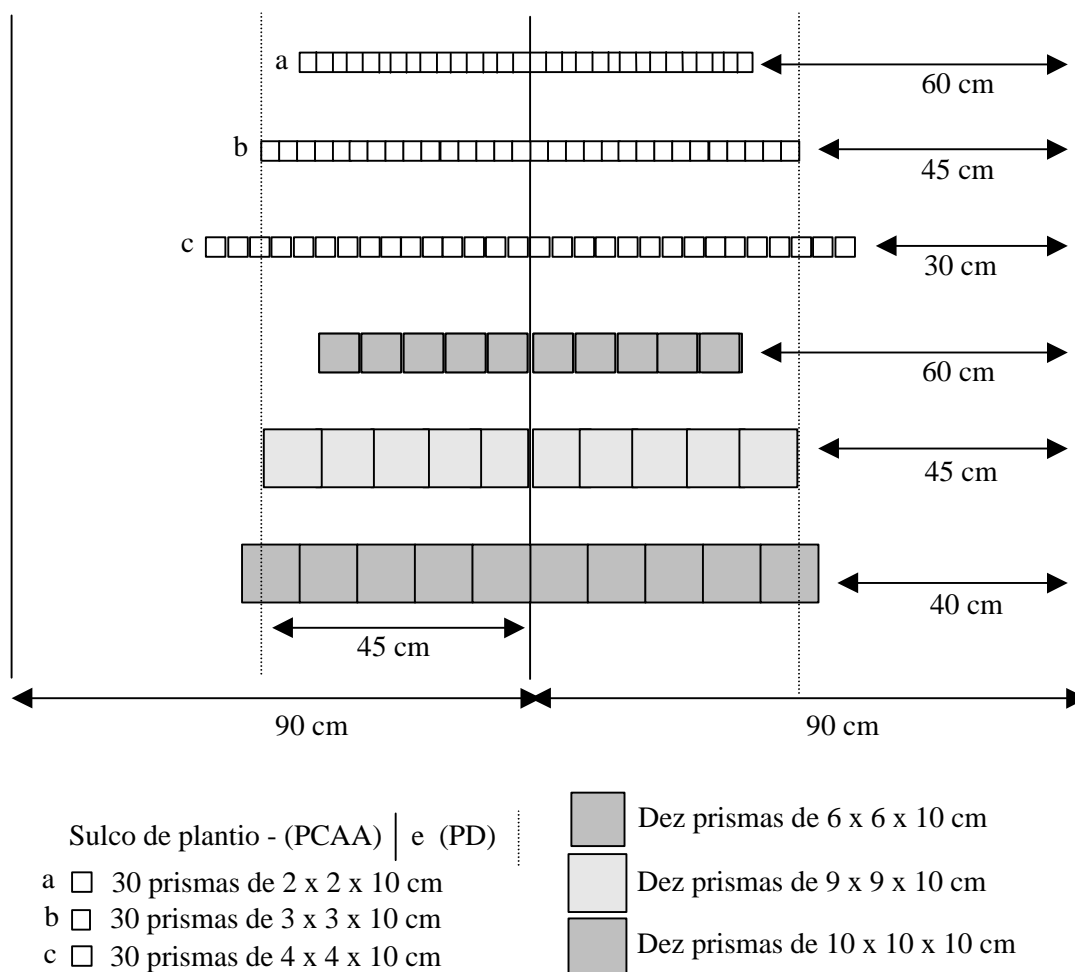 a
60 cm
b
45 cm
c
30 cm
60 cm
45 cm
40 cm
45 cm
90 cm
90 cm
Sulco de plantio - (PCAA) e (PD)
a 30 prismas de 2 x 2 x 10 cm
b 30 prismas de 3 x 3 x 10 cm
c 30 prismas de 4 x 4 x 10 cm
Dez prismas de 6 x 6 x 10 cm
Dez prismas de 9 x 9 x 10 cm
Dez prismas de 10 x 10 x 10 cm